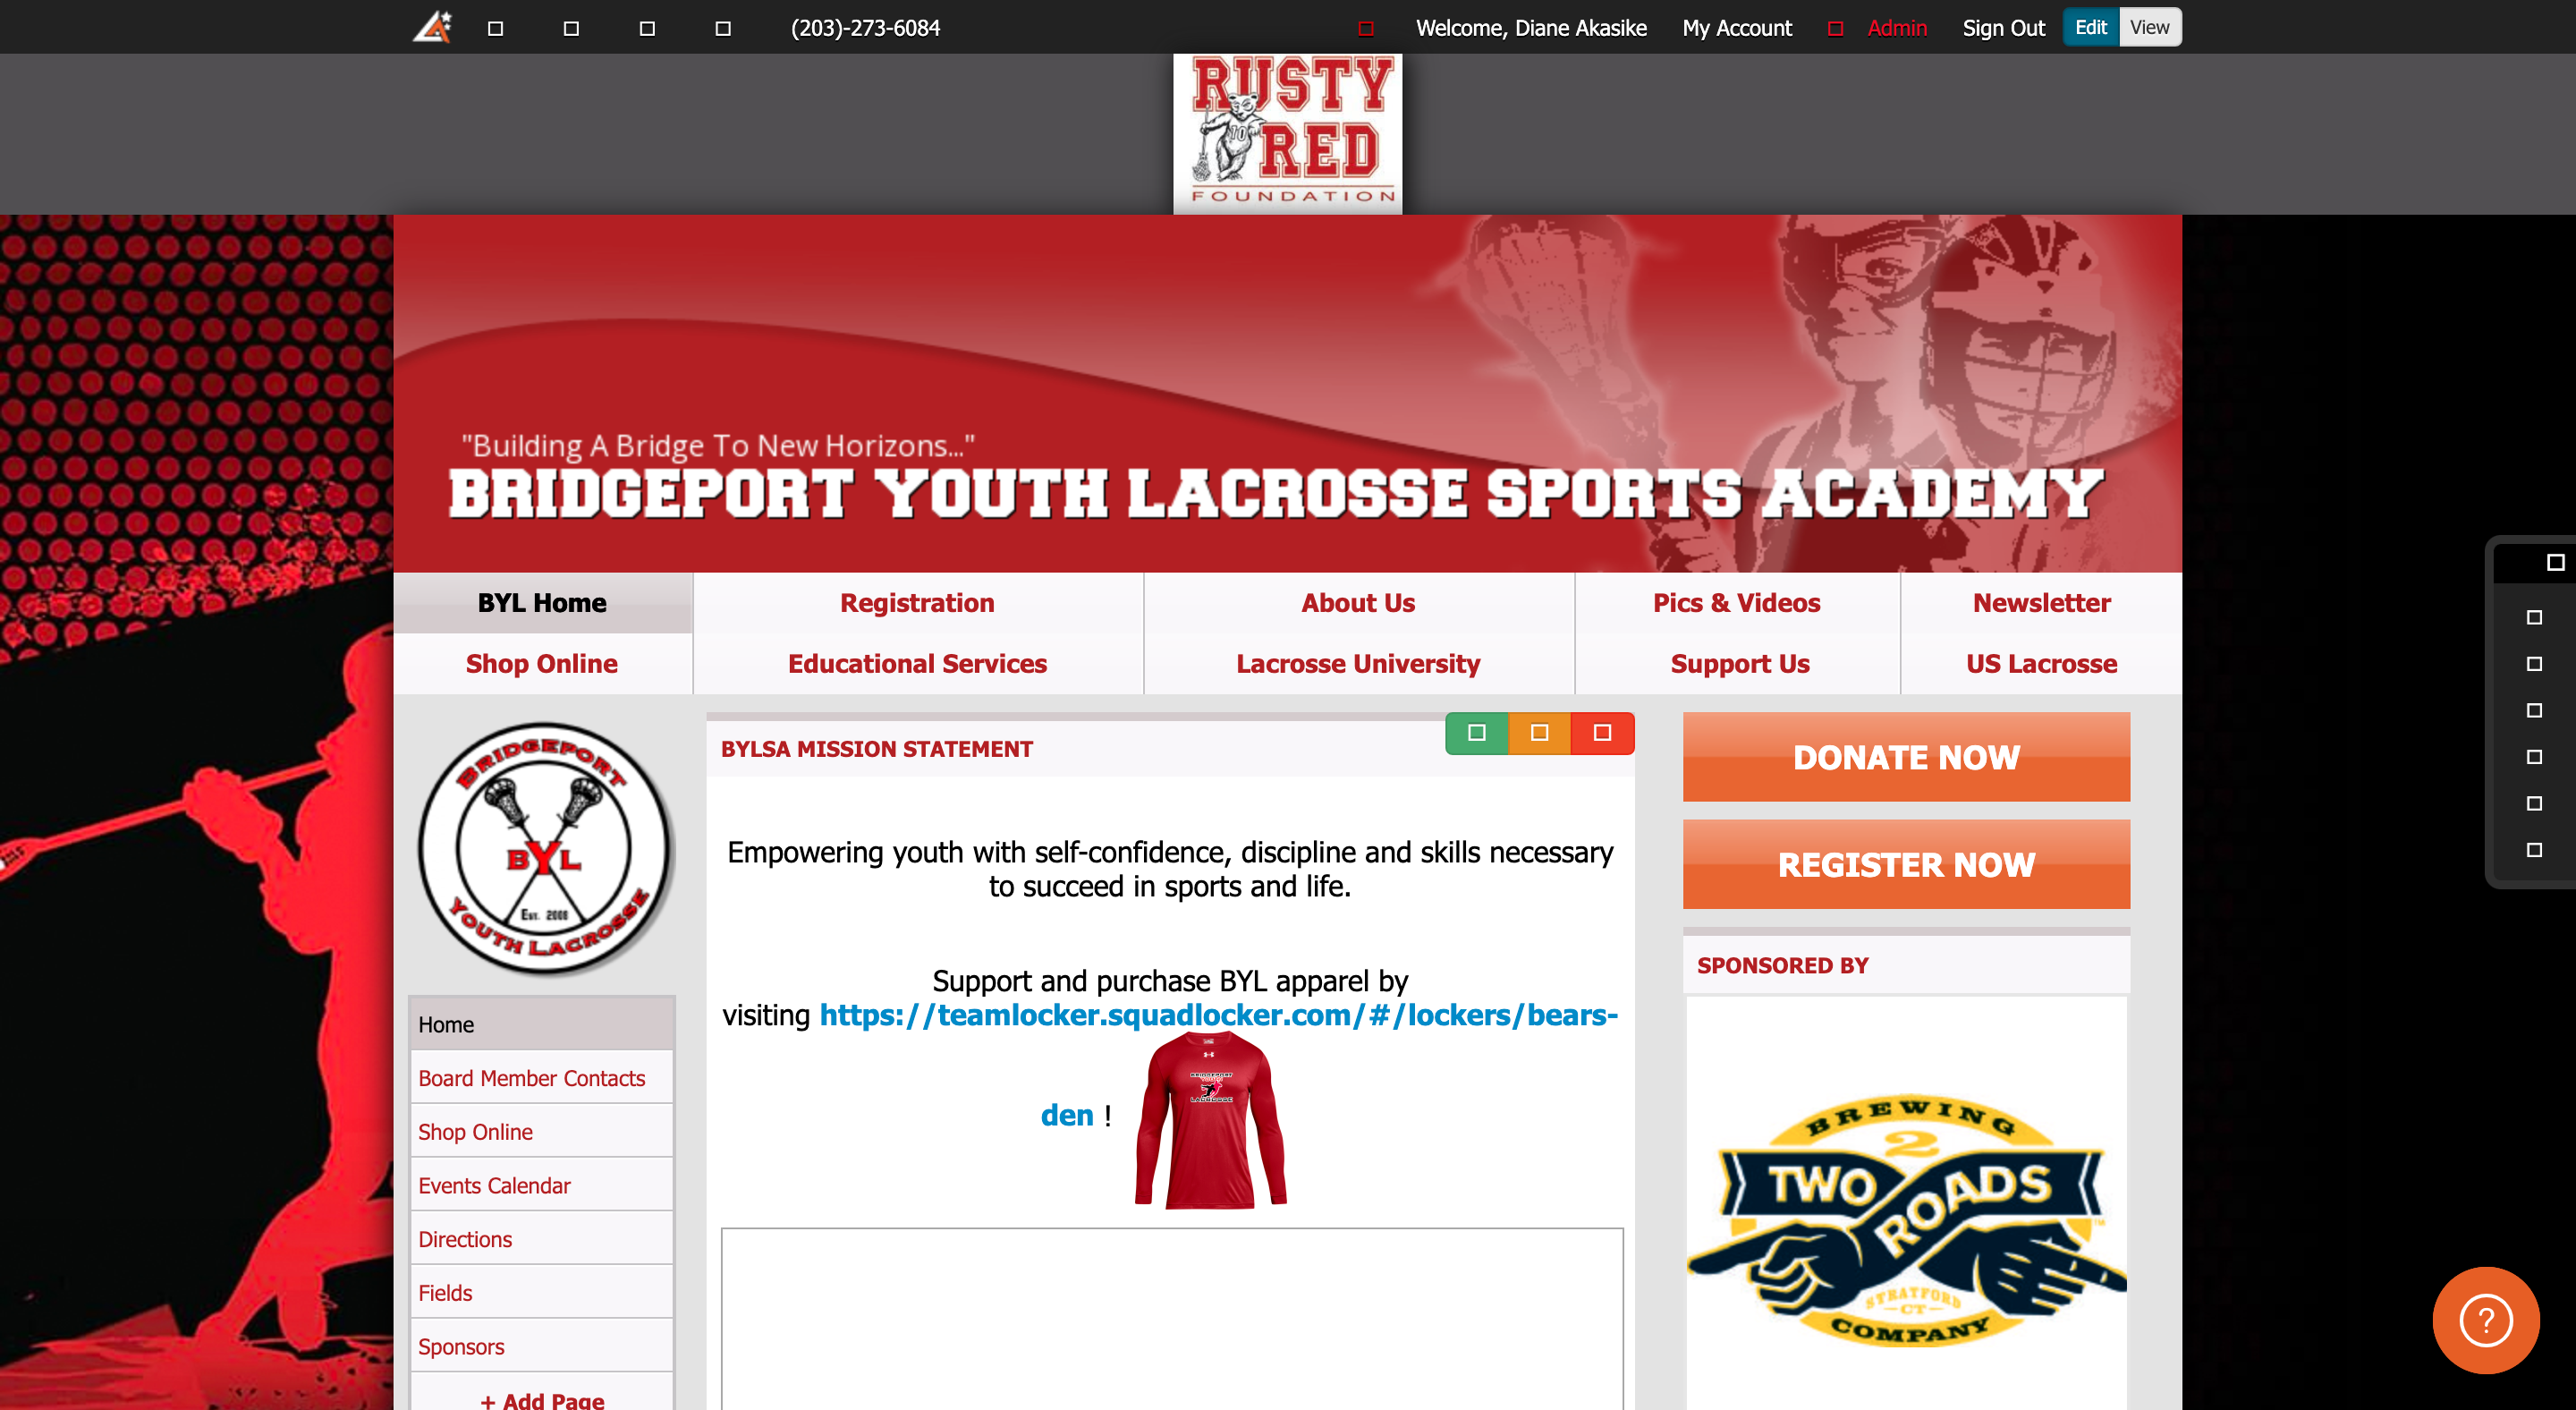 (203)-273-6084
Welcome, Diane Akasike
My Account
Admin
Sign Out
Edit
View
RUSTY
RED
FOUNDATION
"Building A Bridge To New Horizons..."
BRIDGEPORT YOUTH LACROSSE SPORTS ACADEMY
BYL Home
Registration
About Us
Pics & Videos
Newsletter
Shop Online
Educational Services
Lacrosse University
Support Us
US Lacrosse
BRIDGEPORT
BYL
EST. 2008
YOUTH LACROSSE
Home
Board Member Contacts
Shop Online
Events Calendar
Directions
Fields
Sponsors
+ Add Page
BYLSA MISSION STATEMENT
Empowering youth with self-confidence, discipline and skills necessary
to succeed in sports and life.
Support and purchase BYL apparel by
visiting https://teamlocker.squadlocker.com/#/lockers/bears-
den !
BRIDGEPORT
YOUTH
LACROSSE
DONATE NOW
REGISTER NOW
SPONSORED BY
BREWING
2
TWO ROADS
STRATFORD
CT
COMPANY
?